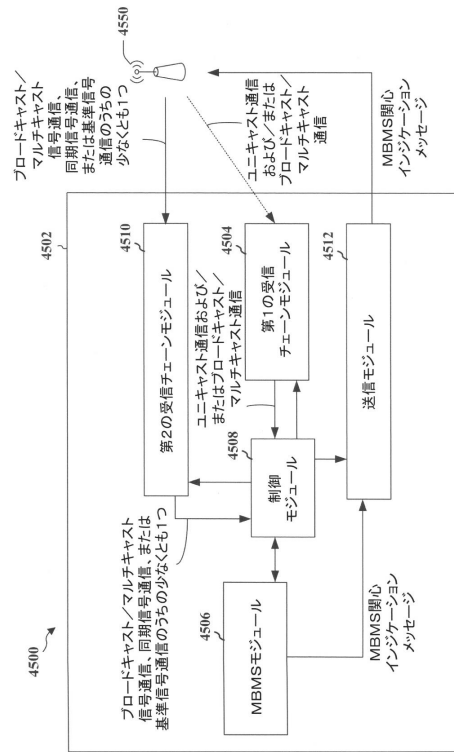 4500
4502
ブロードキャスト/
マルチキャスト
信号通信、
同期信号通信、
または基準信号
通信のうちの
少なくとも1つ
4550
4510
第2の受信チェーンモジュール
ユニキャスト通信
および/または
ブロードキャスト/
マルチキャスト
通信
4504
第1の受信
チェーンモジュール
ユニキャスト通信および/
またはブロードキャスト/
マルチキャスト通信
ブロードキャスト/マルチキャスト
信号通信、同期信号通信、または
基準信号通信のうちの少なくとも1つ
4508
制御
モジュール
4506
MBMSモジュール
4512
送信モジュール
MBMS関心
インジケーション
メッセージ
MBMS関心
インジケーション
メッセージ